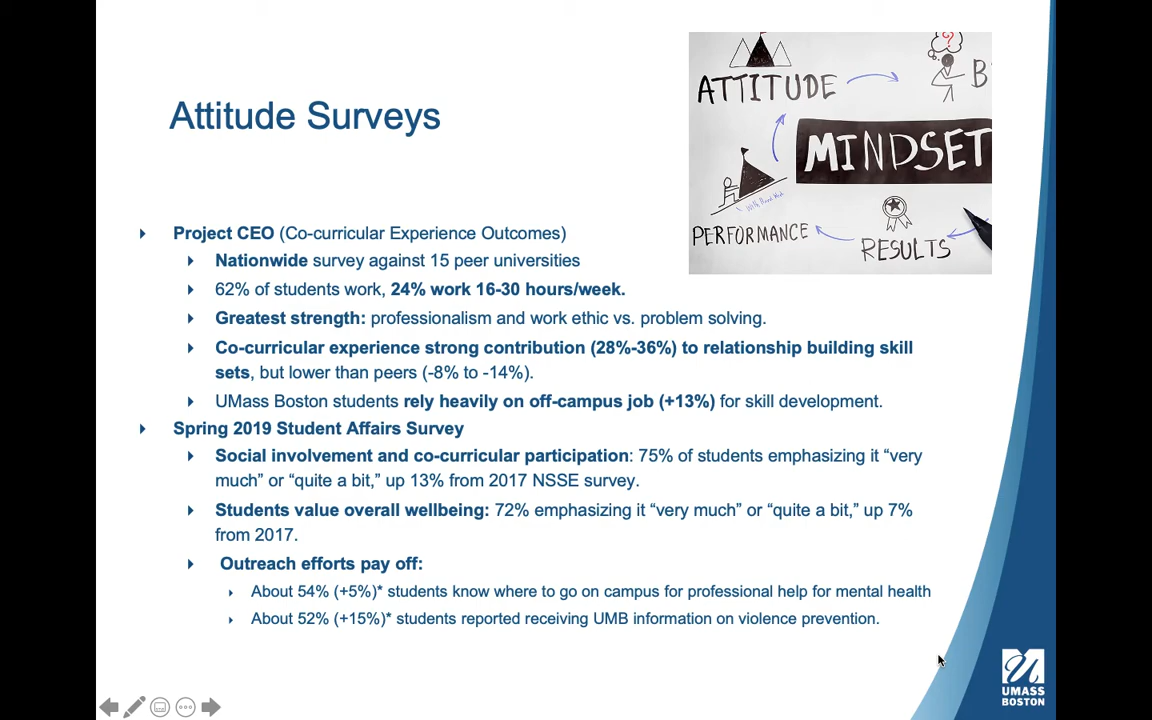 Attitude Surveys
ATTITUDE
B
MINDSET
PERFORMANCE
RESULTS
Project CEO (Co-curricular Experience Outcomes)
Nationwide survey against 15 peer universities
62% of students work, 24% work 16-30 hours/week.
Greatest strength: professionalism and work ethic vs. problem solving.
Co-curricular experience strong contribution (28%-36%) to relationship building skill
sets, but lower than peers (-8% to -14%).
UMass Boston students rely heavily on off-campus job (+13%) for skill development.
Spring 2019 Student Affairs Survey
Social involvement and co-curricular participation: 75% of students emphasizing it “very
much” or “quite a bit,” up 13% from 2017 NSSE survey.
Students value overall wellbeing: 72% emphasizing it “very much” or “quite a bit,” up 7%
from 2017.
Outreach efforts pay off:
About 54% (+5%)* students know where to go on campus for professional help for mental health
About 52% (+15%)* students reported receiving UMB information on violence prevention.
UMASS
BOSTON